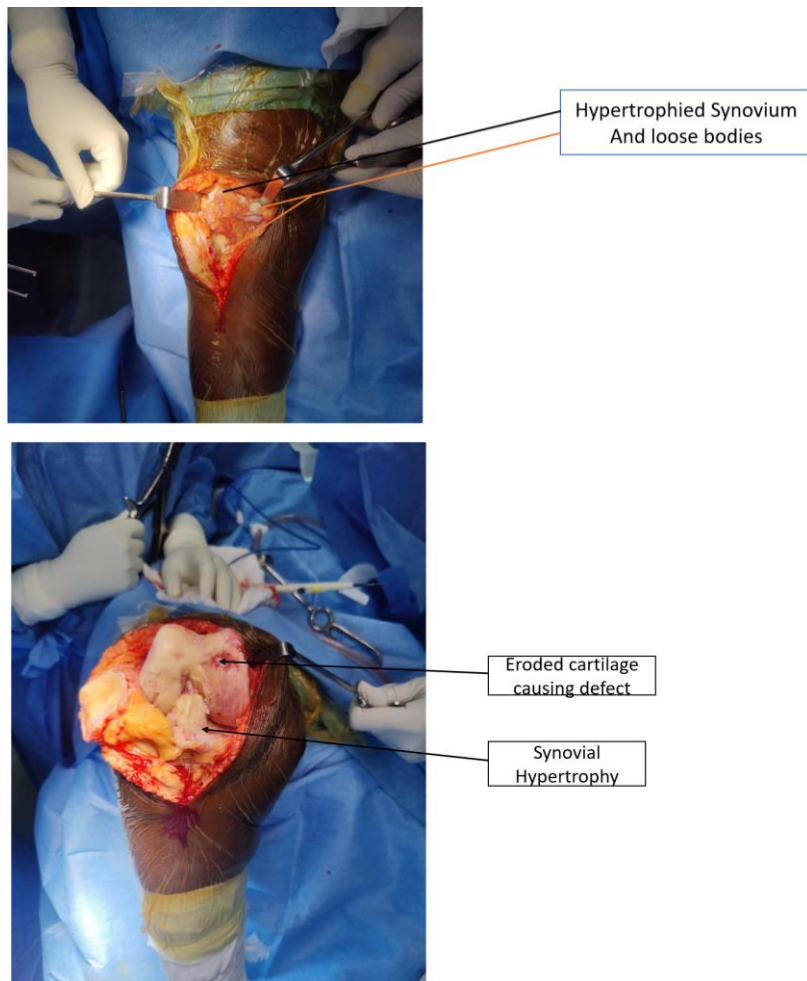 Hypertrophied Synovium
And loose bodies
Eroded cartilage
causing defect
Synovial
Hypertrophy